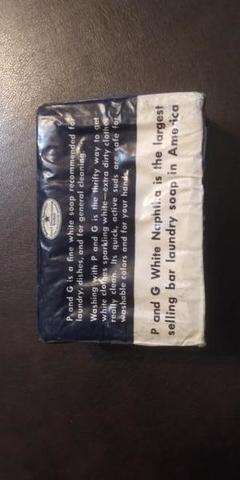 P and G is a fine white soap recommended for
laundry, dishes, and for general cleaning.
Washing with P and G is the thrifty way to get
white clothes sparkling white—extra dirty clothes
really clean. Its quick, active suds are safe for
washable colors and for your hands.
P and G White Naphtha is the largest
selling bar laundry soap in America